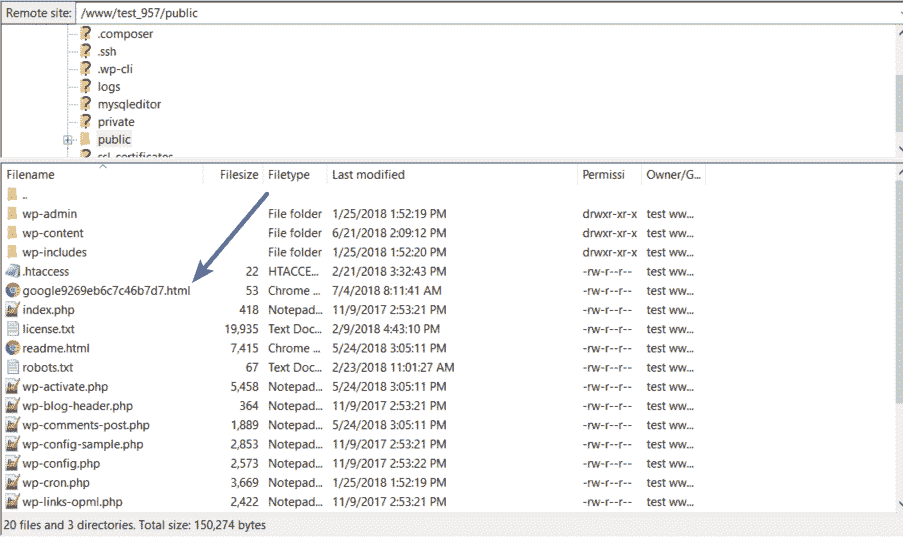 Remote site: /www/test_957/public
.composer
.ssh
.wp-cli
logs
mysqleditor
private
public
ssl_certificates
Filename Filesize Filetype Last modified Permissi Owner/G...
..
wp-admin File folder 1/25/2018 1:52:19 PM drwxr-xr-x test ww...
wp-content File folder 6/21/2018 2:09:12 PM drwxr-xr-x test ww...
wp-includes File folder 1/25/2018 1:52:20 PM drwxr-xr-x test ww...
.htaccess 22 HTACCE... 2/21/2018 3:32:43 PM -rw-r--r-- test ww...
google9269eb6c7c46b7d7.html 53 Chrome ... 7/4/2018 8:11:41 AM -rw-r--r-- test ww...
index.php 418 Notepad... 11/9/2017 2:53:21 PM -rw-r--r-- test ww...
license.txt 19,935 Text Doc... 2/9/2018 4:43:10 PM -rw-r--r-- test ww...
readme.html 7,415 Chrome ... 5/24/2018 3:05:11 PM -rw-r--r-- test ww...
robots.txt 67 Text Doc... 2/23/2018 11:01:27 AM -rw-r--r-- test ww...
wp-activate.php 5,458 Notepad... 5/24/2018 3:05:11 PM -rw-r--r-- test ww...
wp-blog-header.php 364 Notepad... 11/9/2017 2:53:21 PM -rw-r--r-- test ww...
wp-comments-post.php 1,889 Notepad... 5/24/2018 3:05:11 PM -rw-r--r-- test ww...
wp-config-sample.php 2,853 Notepad... 11/9/2017 2:53:21 PM -rw-r--r-- test ww...
wp-config.php 2,573 Notepad... 11/9/2017 2:53:22 PM -rw-r--r-- test ww...
wp-cron.php 3,669 Notepad... 1/25/2018 1:52:19 PM -rw-r--r-- test ww...
wp-links-opml.php 2,422 Notepad... 11/9/2017 2:53:21 PM -rw-r--r-- test ww...
20 files and 3 directories. Total size: 150,274 bytes